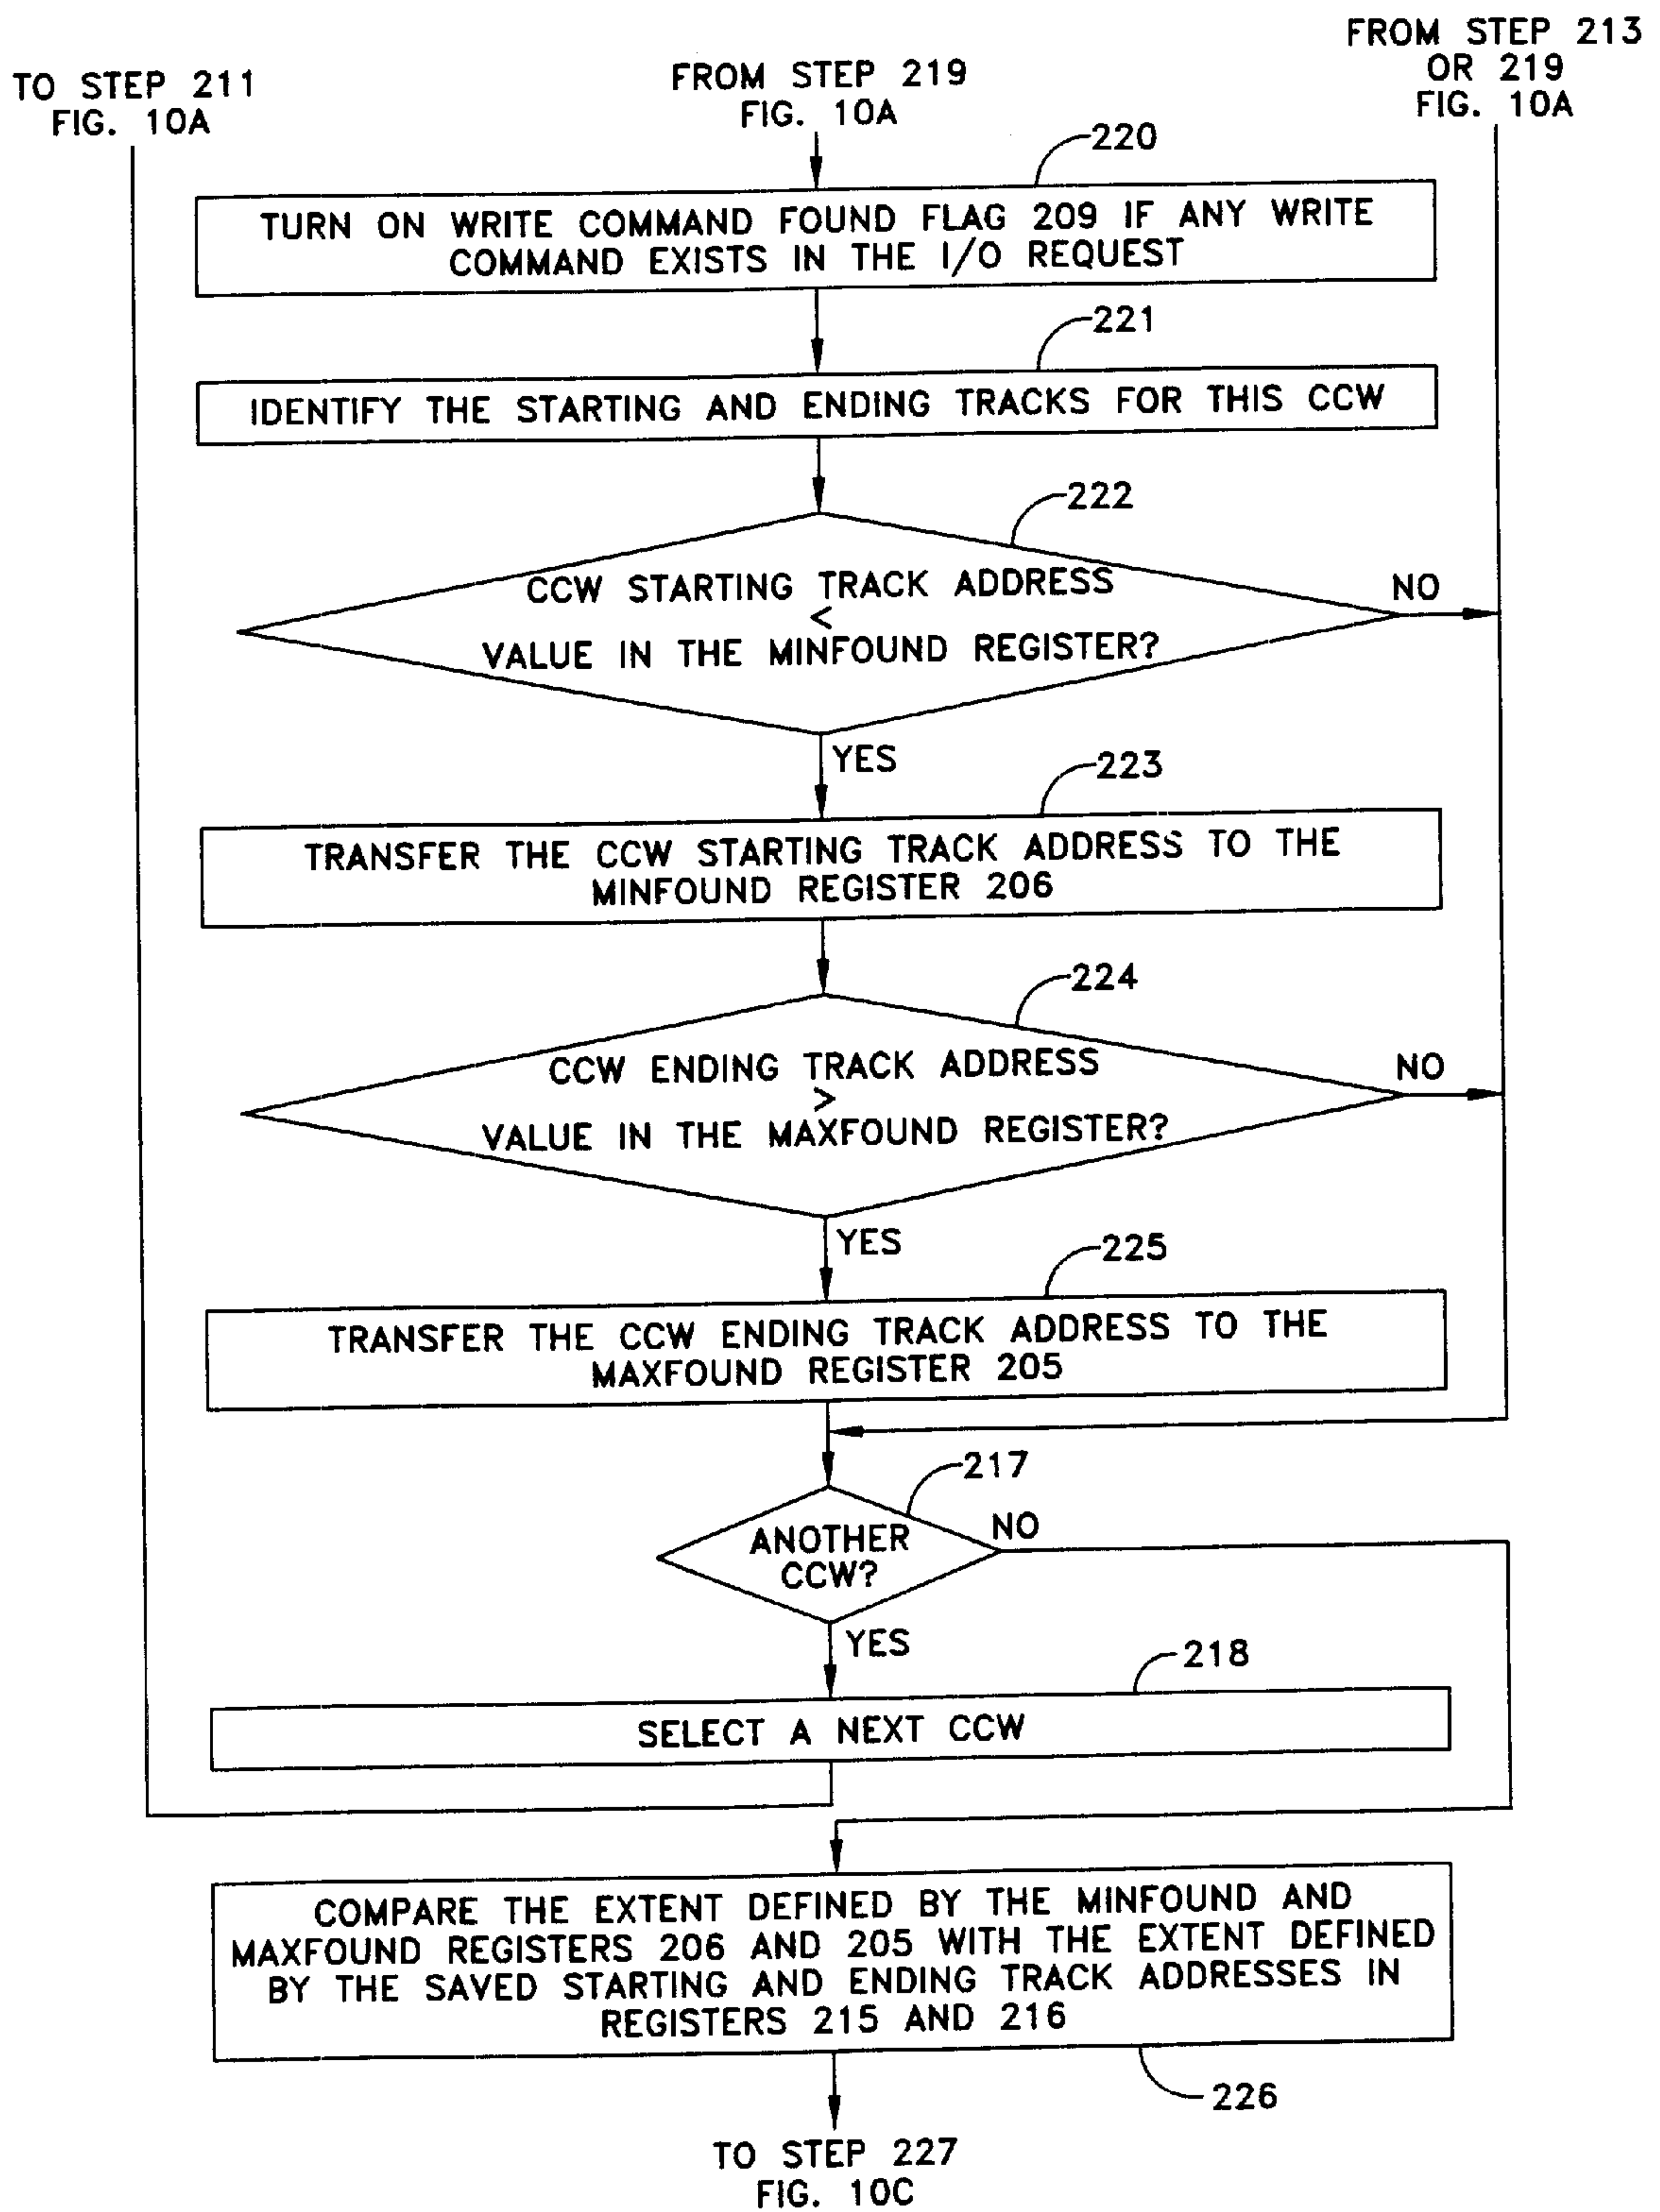 TO STEP 211
FIG. 10A
FROM STEP 219
FIG. 10A
FROM STEP 213
OR 219
FIG. 10A
220
TURN ON WRITE COMMAND FOUND FLAG 209 IF ANY WRITE
COMMAND EXISTS IN THE I/O REQUEST
221
IDENTIFY THE STARTING AND ENDING TRACKS FOR THIS CCW
222
CCW STARTING TRACK ADDRESS
<
VALUE IN THE MINFOUND REGISTER?
NO
YES
223
TRANSFER THE CCW STARTING TRACK ADDRESS TO THE
MINFOUND REGISTER 206
224
CCW ENDING TRACK ADDRESS
>
VALUE IN THE MAXFOUND REGISTER?
NO
YES
225
TRANSFER THE CCW ENDING TRACK ADDRESS TO THE
MAXFOUND REGISTER 205
217
ANOTHER
CCW?
NO
YES
218
SELECT A NEXT CCW
COMPARE THE EXTENT DEFINED BY THE MINFOUND AND
MAXFOUND REGISTERS 206 AND 205 WITH THE EXTENT DEFINED
BY THE SAVED STARTING AND ENDING TRACK ADDRESSES IN
REGISTERS 215 AND 216
226
TO STEP 227
FIG. 10C